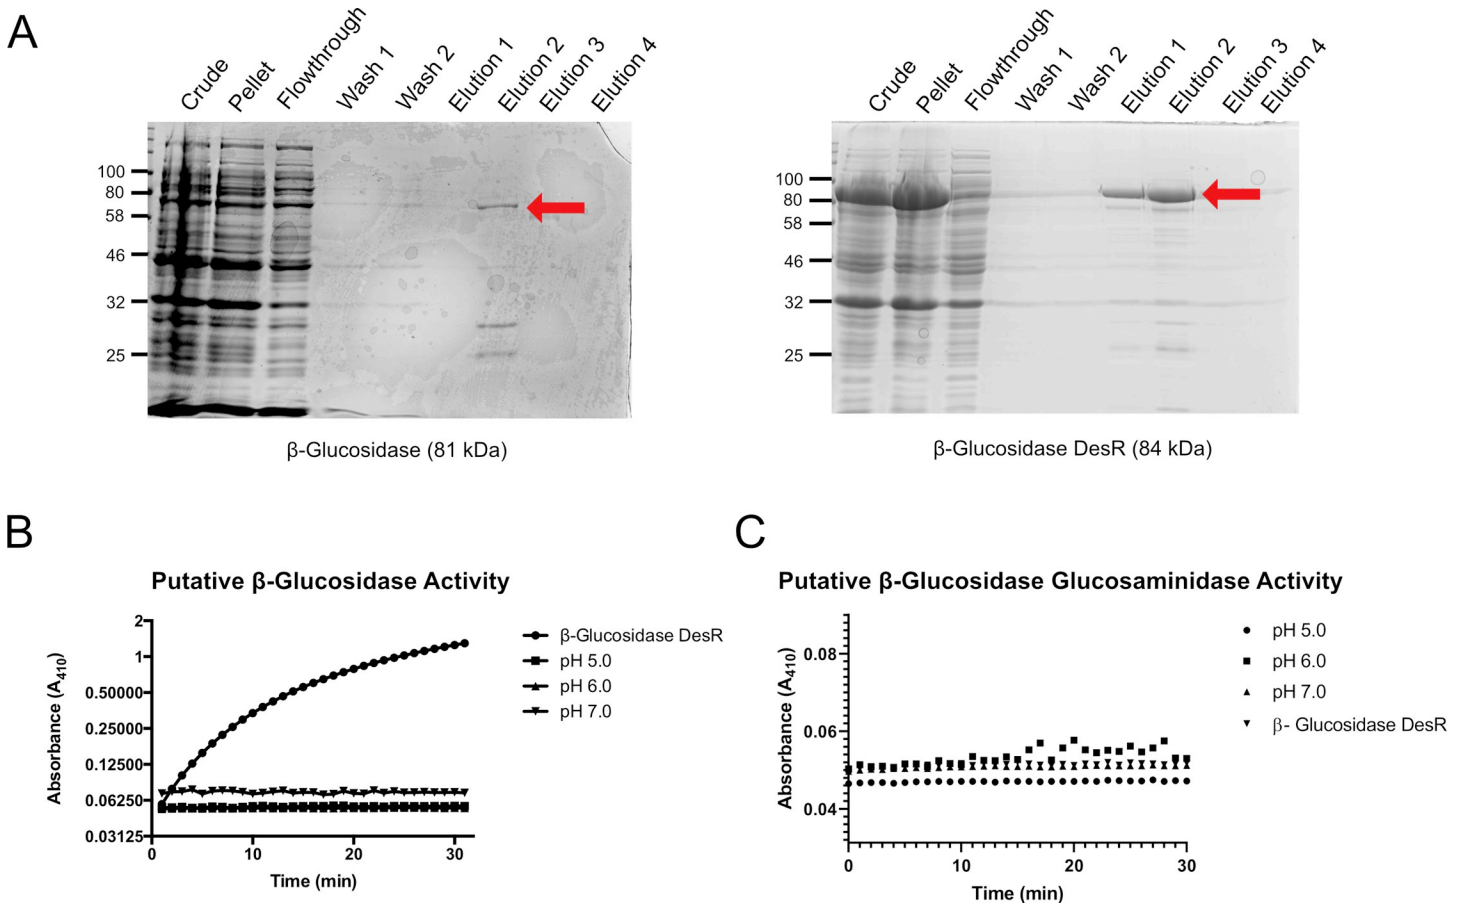 A
Crude
Pellet
Flowthrough
Wash 1
Wash 2
Elution 1
Elution 2
Elution 3
Elution 4
100
80
58
46
32
25
β-Glucosidase (81 kDa)
Crude
Pellet
Flowthrough
Wash 1
Wash 2
Elution 1
Elution 2
Elution 3
Elution 4
100
80
58
46
32
25
β-Glucosidase DesR (84 kDa)
B
Putative β-Glucosidase Activity
Absorbance (A410)
2
1
0.50000
0.25000
0.12500
0.06250
0.03125
0
10
20
30
Time (min)
β-Glucosidase DesR
pH 5.0
pH 6.0
pH 7.0
C
Putative β-Glucosidase Glucosaminidase Activity
Absorbance (A410)
0.08
0.06
0.04
0
10
20
30
Time (min)
pH 5.0
pH 6.0
pH 7.0
β- Glucosidase DesR